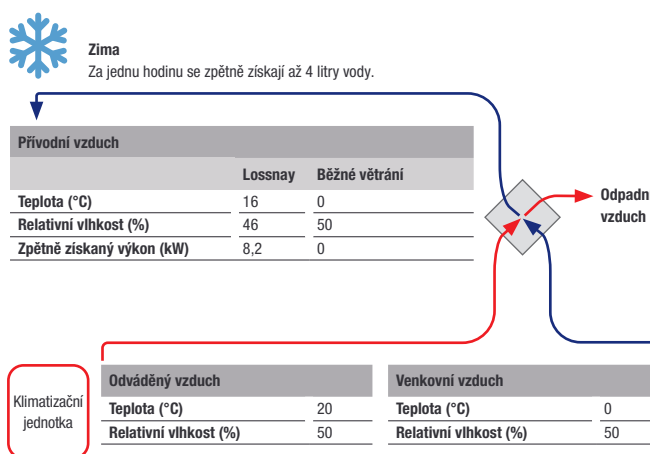 Zima
Za jednu hodinu se zpětně získají až 4 litry vody.
Přívodní vzduch
Lossnay Běžné větrání
Teplota (°C) 16 0
Relativní vlhkost (%) 46 50
Zpětně získaný výkon (kW) 8,2 0
Odpadn
vzduch
Klimatizační
jednotka
Odváděný vzduch
Teplota (°C) 20
Relativní vlhkost (%) 50
Venkovní vzduch
Teplota (°C) 0
Relativní vlhkost (%) 50